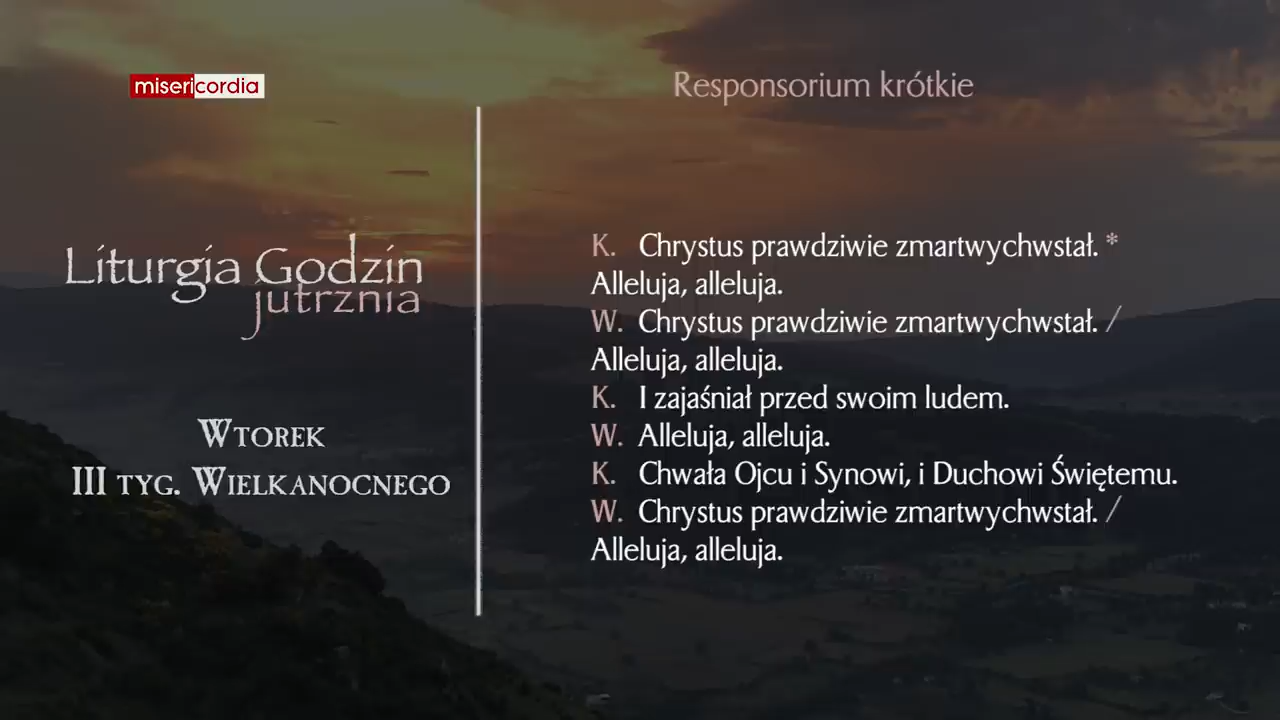 misericordia
Responsorium krótkie
Liturgia Godzin
jutrznia
Wtorek
III tyg. Wielkanocnego
K. Chrystus prawdziwie zmartwychwstał. *
Alleluja, alleluja.
W. Chrystus prawdziwie zmartwychwstał. /
Alleluja, alleluja.
K. I zajaśniał przed swoim ludem.
W. Alleluja, alleluja.
K. Chwała Ojcu i Synowi, i Duchowi Świętemu.
W. Chrystus prawdziwie zmartwychwstał. /
Alleluja, alleluja.